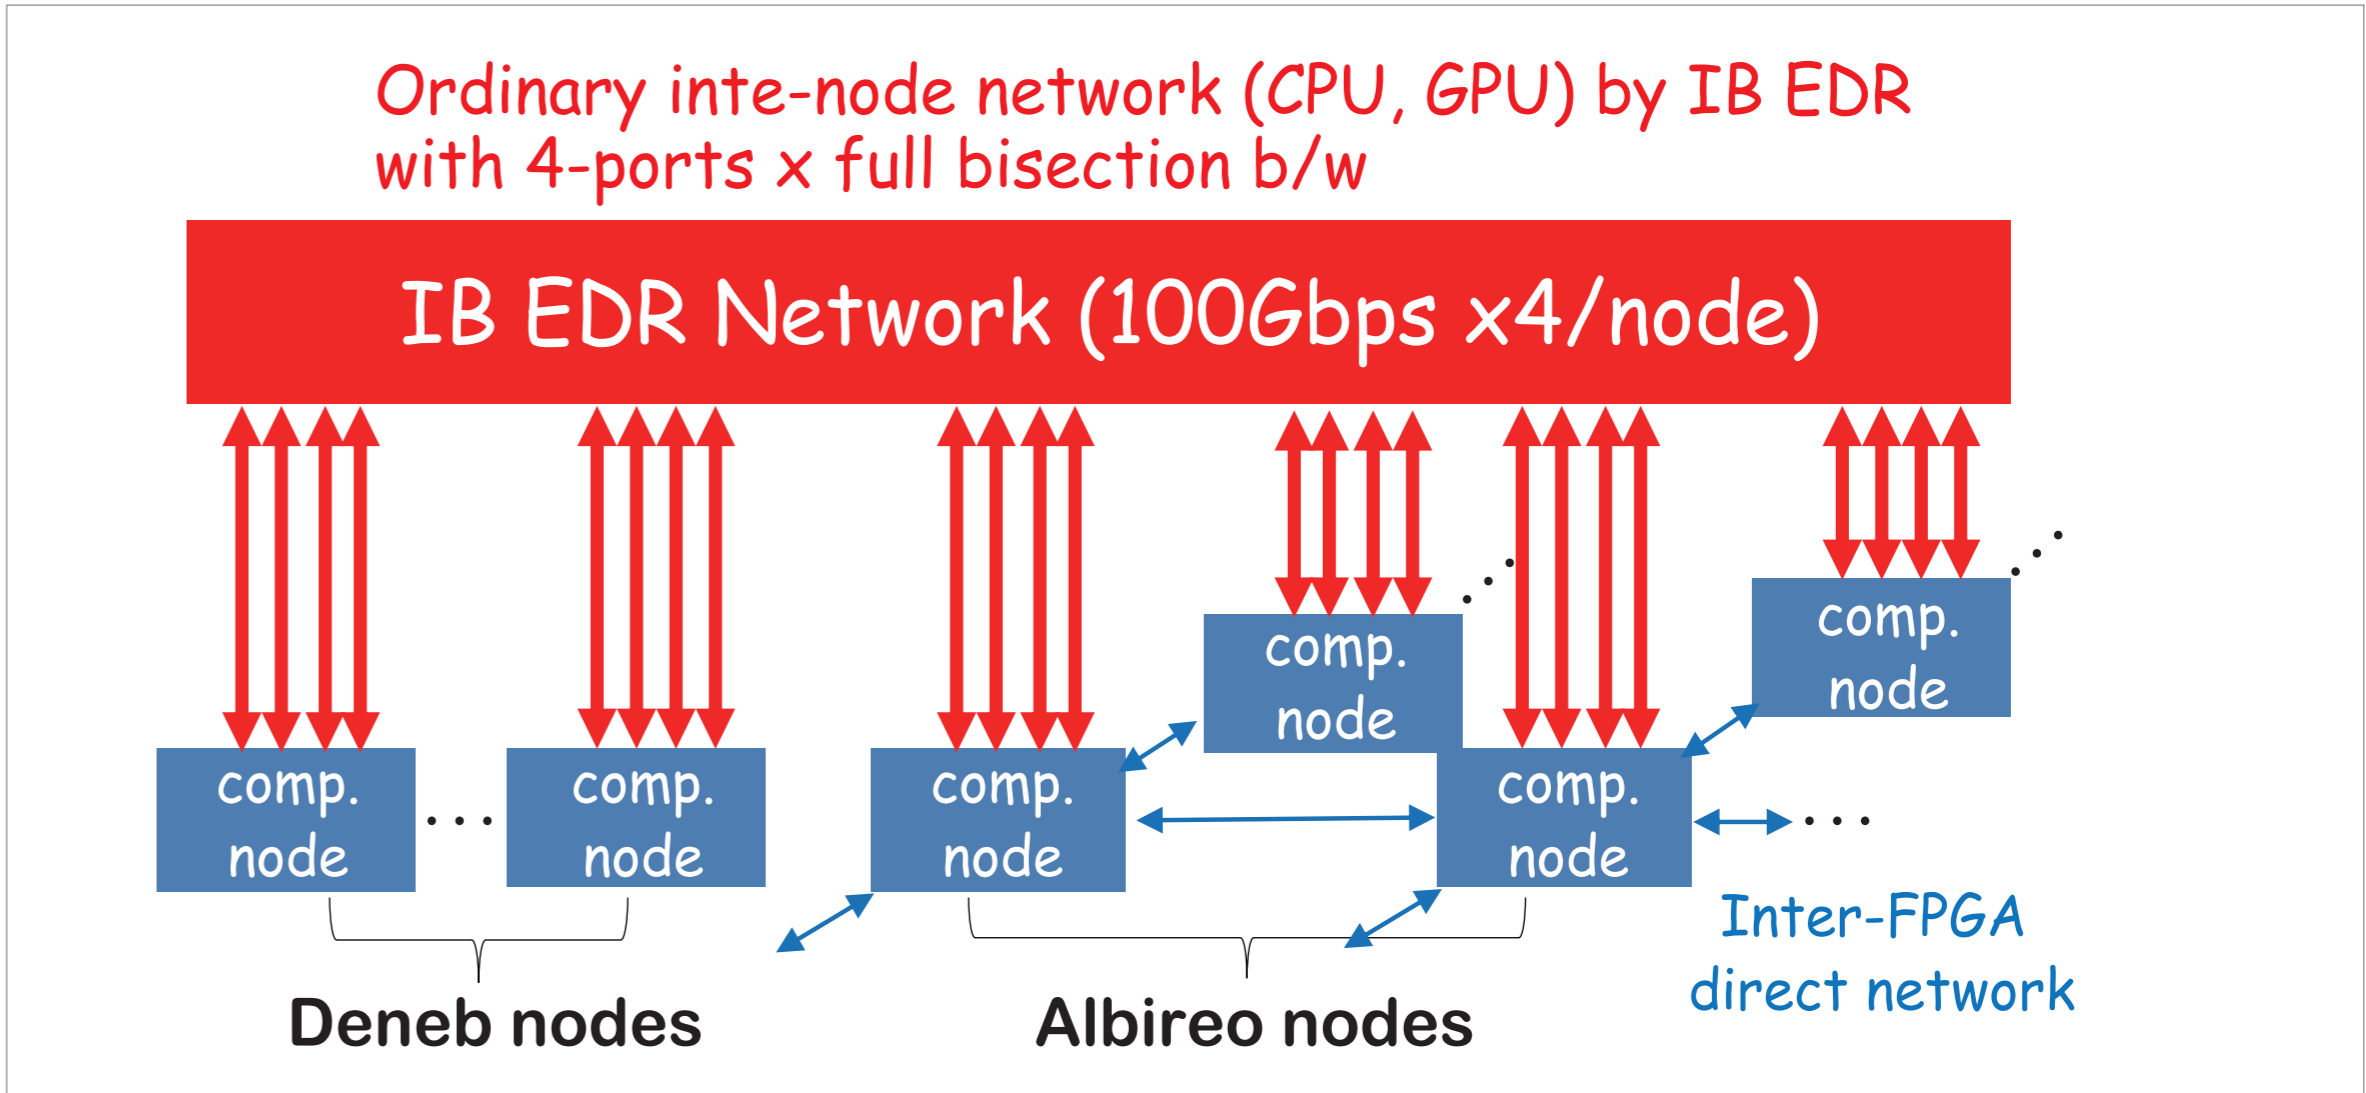 Ordinary inte-node network (CPU, GPU) by IB EDR
with 4-ports x full bisection b/w
IB EDR Network (100Gbps x4/node)
comp.
node
comp.
node
comp.
node
comp.
node
comp.
node
comp.
node
Inter-FPGA
direct network
Deneb nodes
Albireo nodes